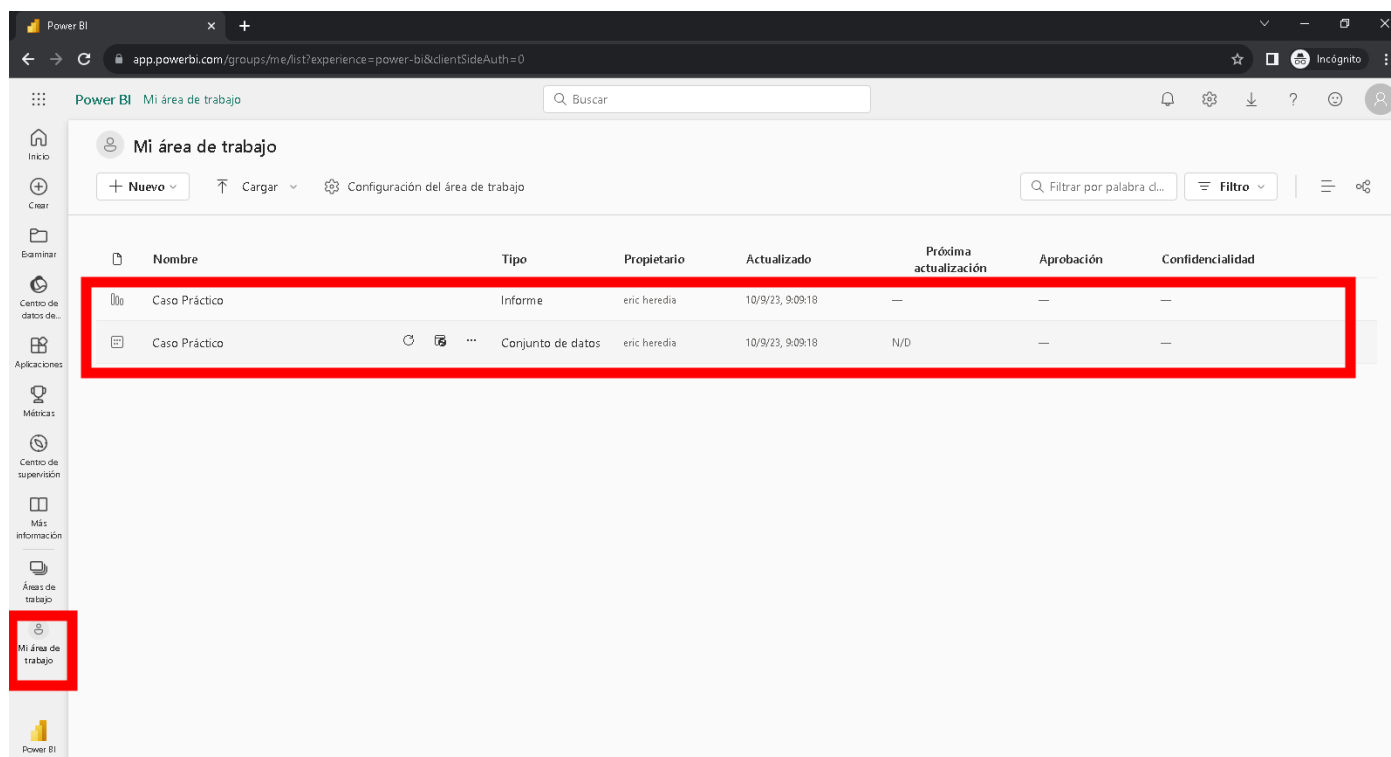 Power BI
app.powerbi.com/groups/me/list?experience=power-bi&clientSideAuth=0
Incógnito
Power BI Mi área de trabajo
Buscar
Inicio
Crear
Examinar
Centro de
datos de...
Aplicaciones
Métricas
Centro de
supervisión
Más
información
Áreas de
trabajo
Mi área de
trabajo
Power BI
Mi área de trabajo
Nuevo
Cargar
Configuración del área de trabajo
Filtrar por palabra cl...
Filtro
Nombre Tipo Propietario Actualizado Próxima actualización Aprobación Confidencialidad
Caso Práctico Informe eric heredia 10/9/23, 9:09:18 — — —
Caso Práctico ... Conjunto de datos eric heredia 10/9/23, 9:09:18 N/D — —